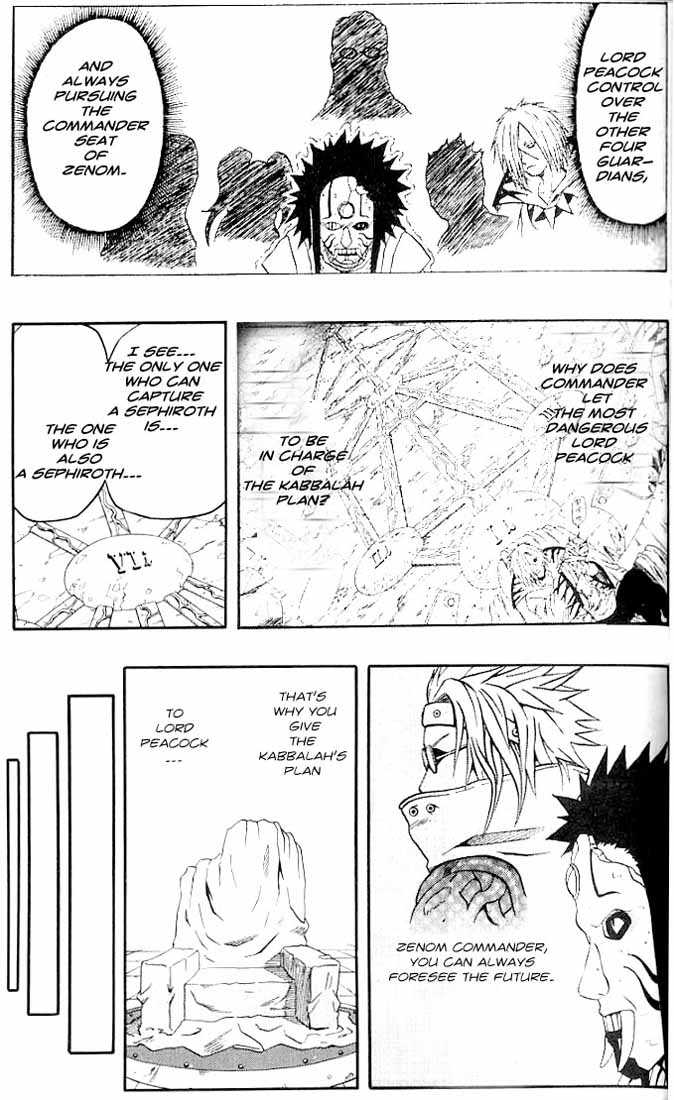 LORD
PEACOCK
CONTROL
OVER
THE
OTHER
FOUR
GUAR-
DIANS,
AND
ALWAYS
PURSUING
THE
COMMANDER
SEAT
OF
ZENOM..
WHY DOES
COMMANDER
LET
THE MOST
DANGEROUS
LORD
PEACOCK
TO BE
IN CHARGE
OF
THE KABBALAH
PLAN?
I SEE...
THE ONLY ONE
WHO CAN
CAPTURE
A SEPHIROTH
IS...
THE ONE
WHO IS
ALSO
A SEPHIROTH...
VII
ZENOM COMMANDER,
YOU CAN ALWAYS
FORESEE THE FUTURE..
THAT'S
WHY YOU
GIVE
THE
KABBALAH'S
PLAN
TO
LORD
PEACOCK
...